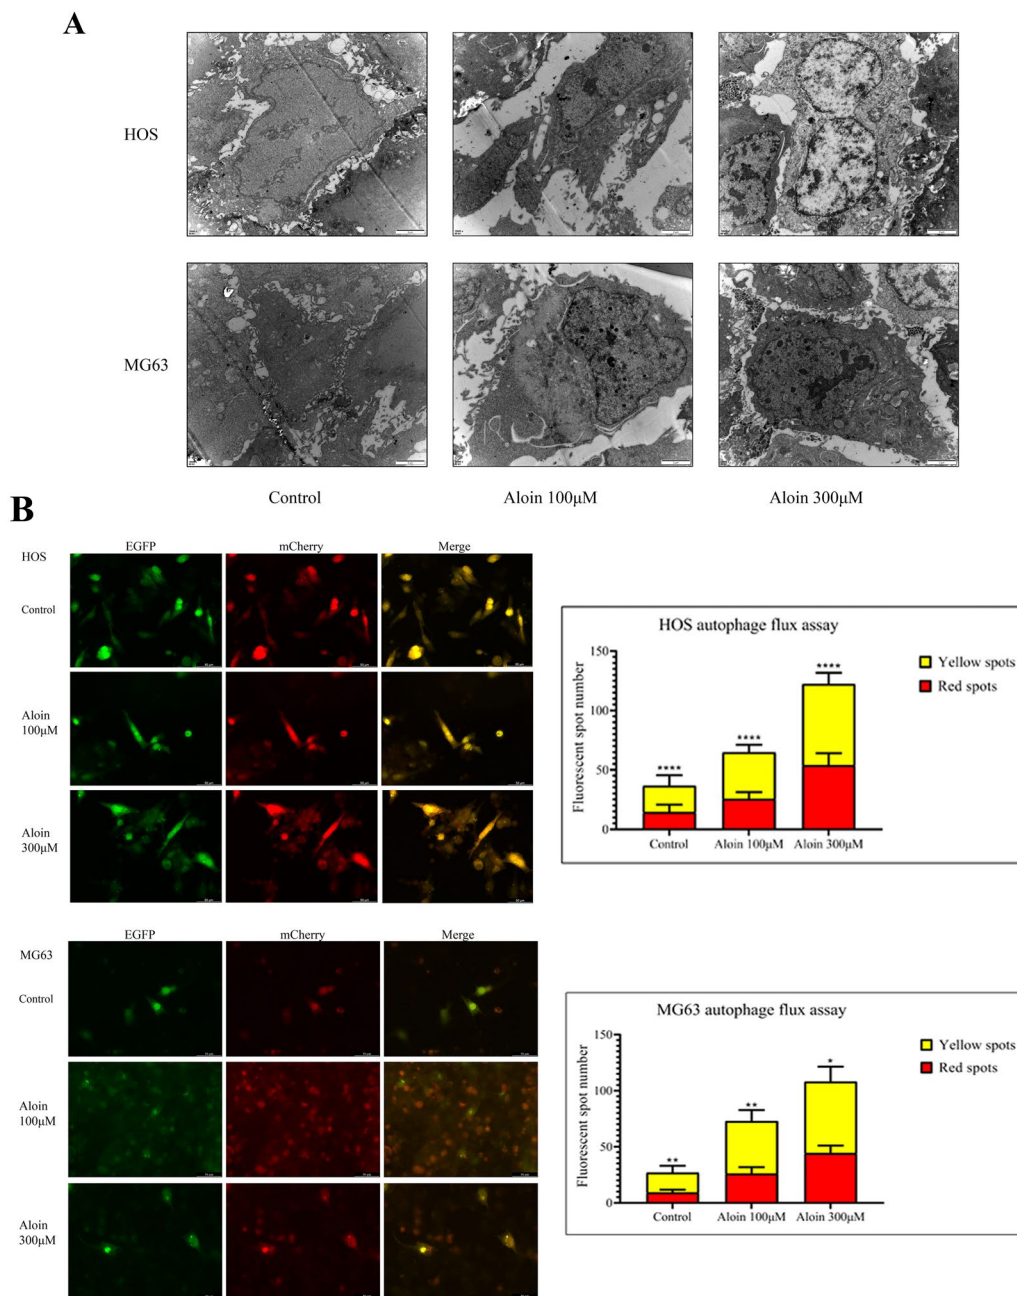 A
HOS
MG63
Control
Aloin 100μM
Aloin 300μM
B
HOS
EGFP
mCherry
Merge
Control
Aloin
100μM
Aloin
300μM
HOS autophage flux assay
Fluorescent spot number
150
100
50
0
****
****
****
Control
Aloin 100μM
Aloin 300μM
Yellow spots
Red spots
EGFP
mCherry
Merge
MG63
Control
Aloin
100μM
Aloin
300μM
MG63 autophage flux assay
Fluorescent spot number
150
100
50
0
**
**
*
Control
Aloin 100μM
Aloin 300μM
Yellow spots
Red spots